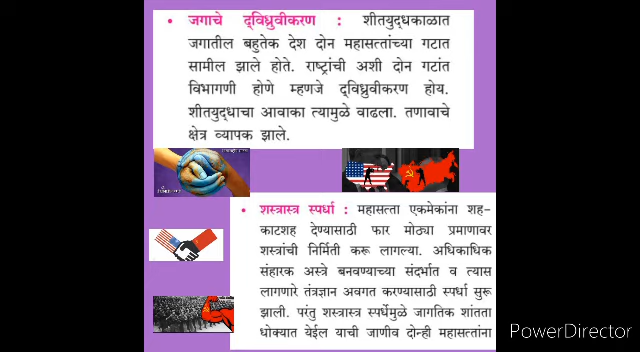 • जगाचे द्‌विध्रुवीकरण : शीतयुद्धकाळात
जगातील बहुतेक देश दोन महासत्तांच्या गटात
सामील झाले होते. राष्ट्रांची अशी दोन गटांत
विभागणी होणे म्हणजे द्‌विध्रुवीकरण होय.
शीतयुद्धाचा आवाका त्यामुळे वाढला. तणावाचे
क्षेत्र व्यापक झाले.
• शस्त्रास्त्र स्पर्धा : महासत्ता एकमेकांना शह-
काटशह देण्यासाठी फार मोठ्या प्रमाणावर
शस्त्रांची निर्मिती करू लागल्या. अधिकाधिक
संहारक अस्त्रे बनवण्याच्या संदर्भात व त्यास
लागणारे तंत्रज्ञान अवगत करण्यासाठी स्पर्धा सुरू
झाली. परंतु शस्त्रास्त्र स्पर्धेमुळे जागतिक शांतता
धोक्यात येईल याची जाणीव दोन्ही महासत्तांना
PowerDirector